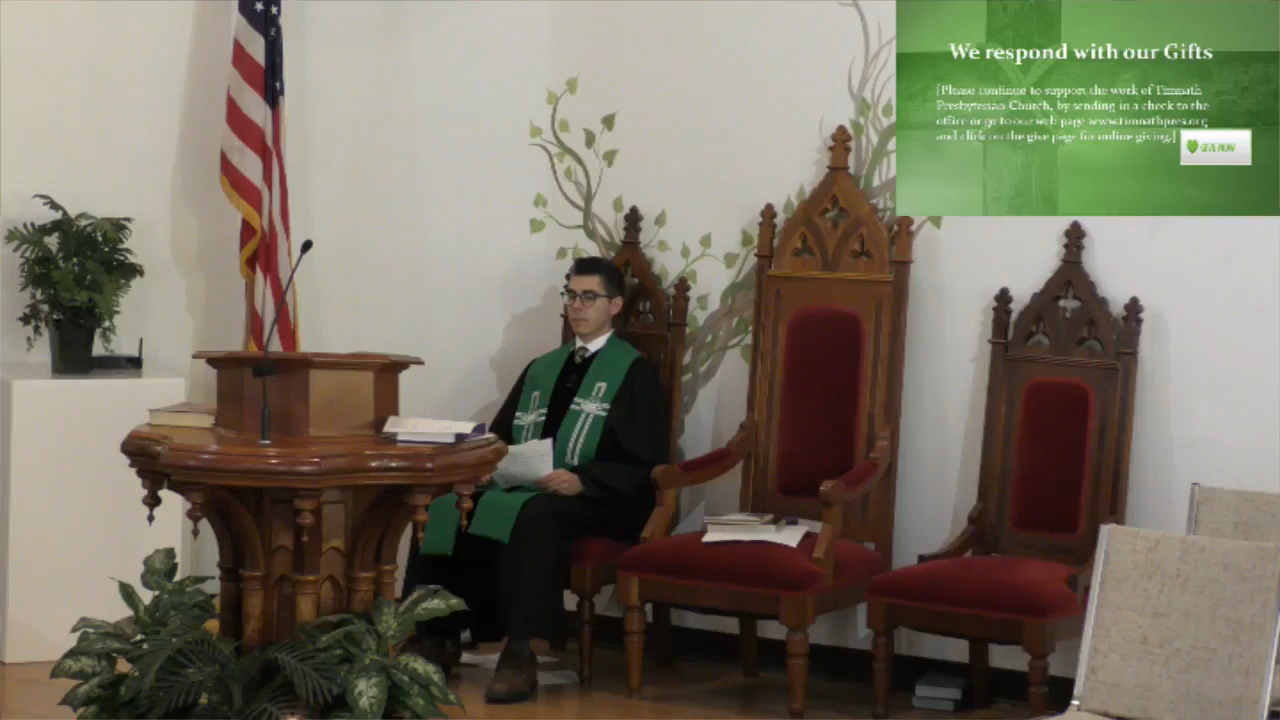 We respond with our Gifts
[Please continue to support the work of Timnath
Presbyterian Church, by sending in a check to the
office or go to our web page www.timnathpres.org
and click on the give page for online giving.]
GIVE NOW